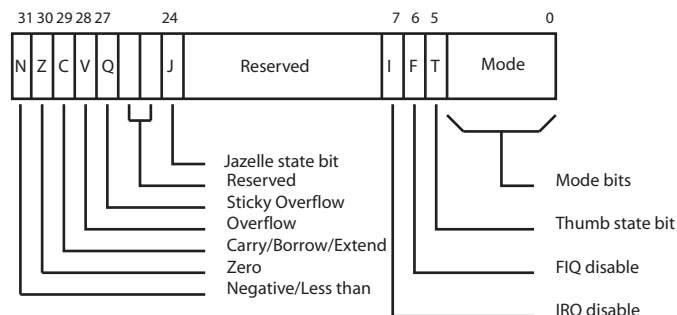 31 30 29 28 27 24 7 6 5 0
N Z C V Q J Reserved I F T Mode
Jazelle state bit
Reserved Mode bits
Sticky Overflow
Overflow Thumb state bit
Carry/Borrow/Extend
Zero FIQ disable
Negative/Less than
IRQ disable